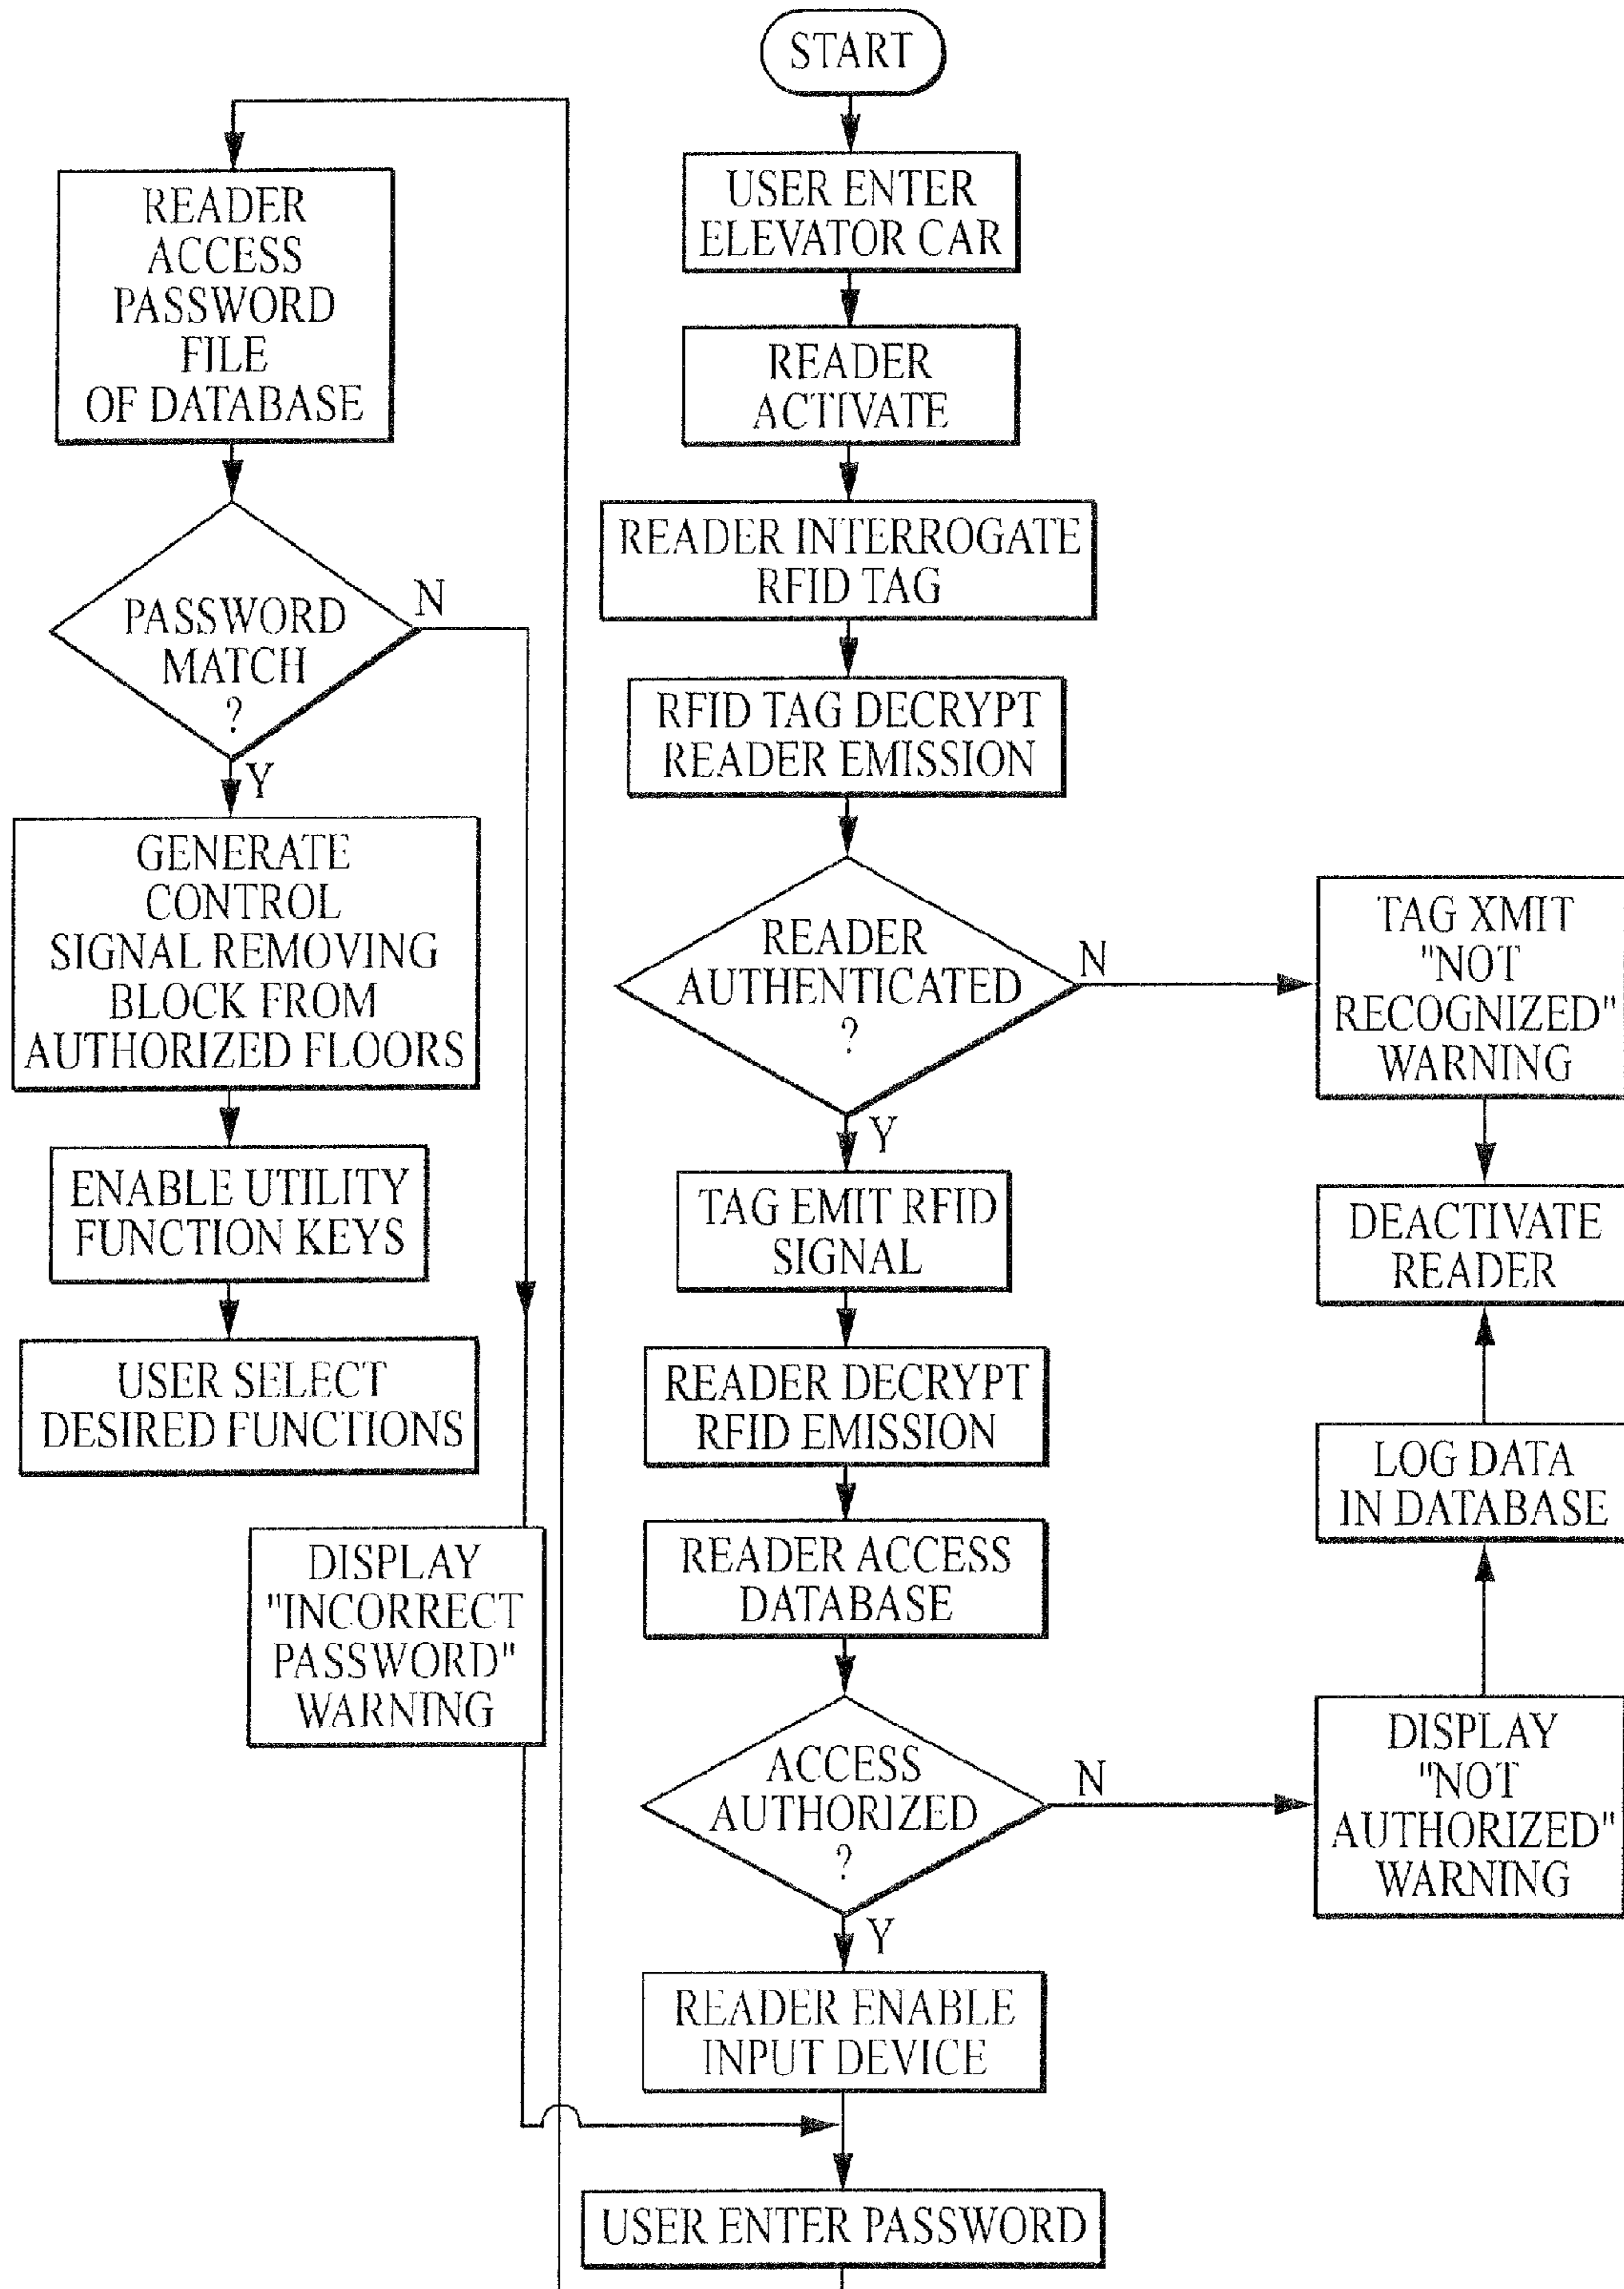 START
USER ENTER
ELEVATOR CAR
READER
ACTIVATE
READER INTERROGATE
RFID TAG
RFID TAG DECRYPT
READER EMISSION
READER
AUTHENTICATED
?
N
Y
TAG XMIT
"NOT
RECOGNIZED"
WARNING
DEACTIVATE
READER
TAG EMIT RFID
SIGNAL
READER DECRYPT
RFID EMISSION
READER ACCESS
DATABASE
ACCESS
AUTHORIZED
?
N
Y
DISPLAY
"NOT
AUTHORIZED"
WARNING
LOG DATA
IN DATABASE
READER ENABLE
INPUT DEVICE
USER ENTER PASSWORD
READER
ACCESS
PASSWORD
FILE
OF DATABASE
PASSWORD
MATCH
?
N
Y
GENERATE
CONTROL
SIGNAL REMOVING
BLOCK FROM
AUTHORIZED FLOORS
ENABLE UTILITY
FUNCTION KEYS
USER SELECT
DESIRED FUNCTIONS
DISPLAY
"INCORRECT
PASSWORD"
WARNING